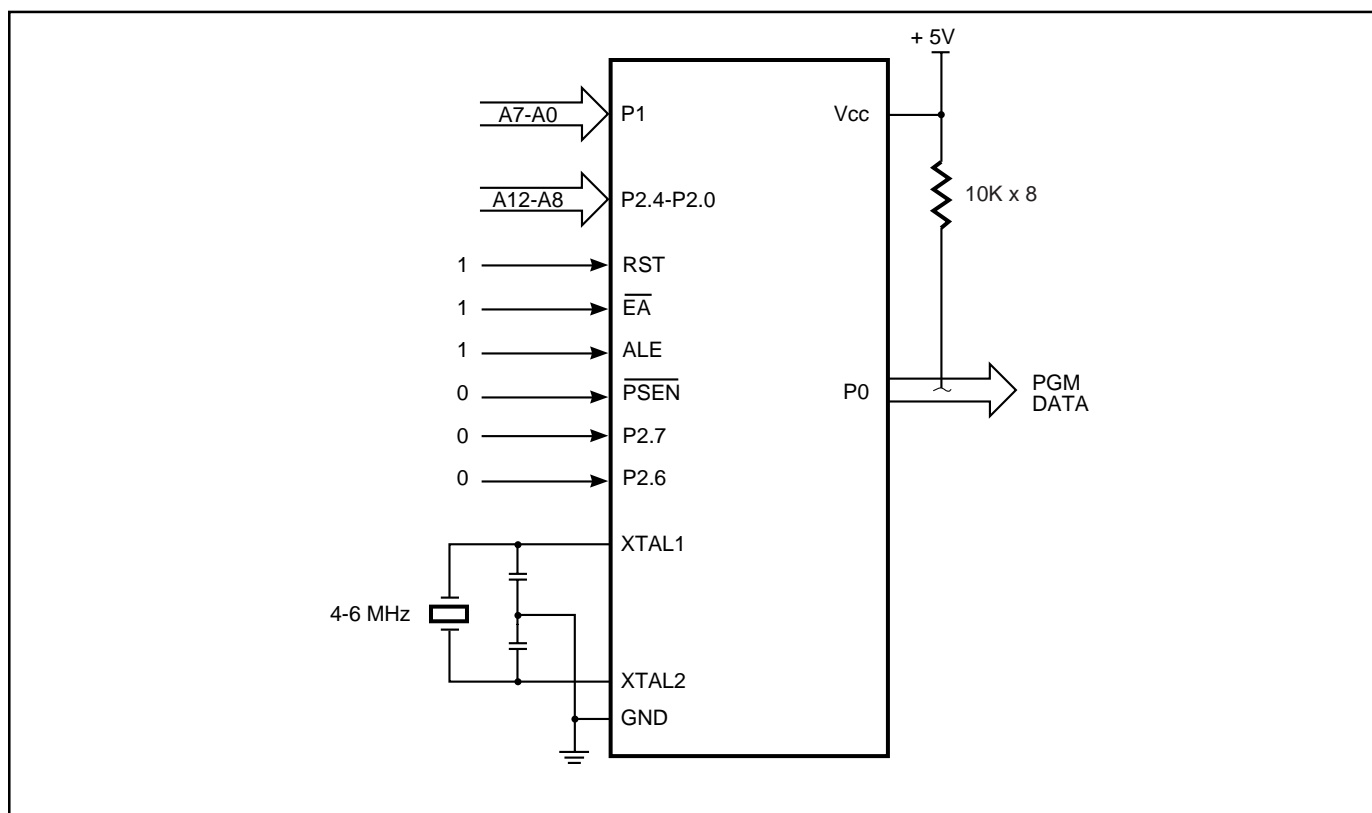 + 5V
A7-A0
P1
Vcc
A12-A8
P2.4-P2.0
10K x 8
1
RST
1
EA
1
ALE
0
PSEN
P0
PGM
DATA
0
P2.7
0
P2.6
XTAL1
4-6 MHz
XTAL2
GND